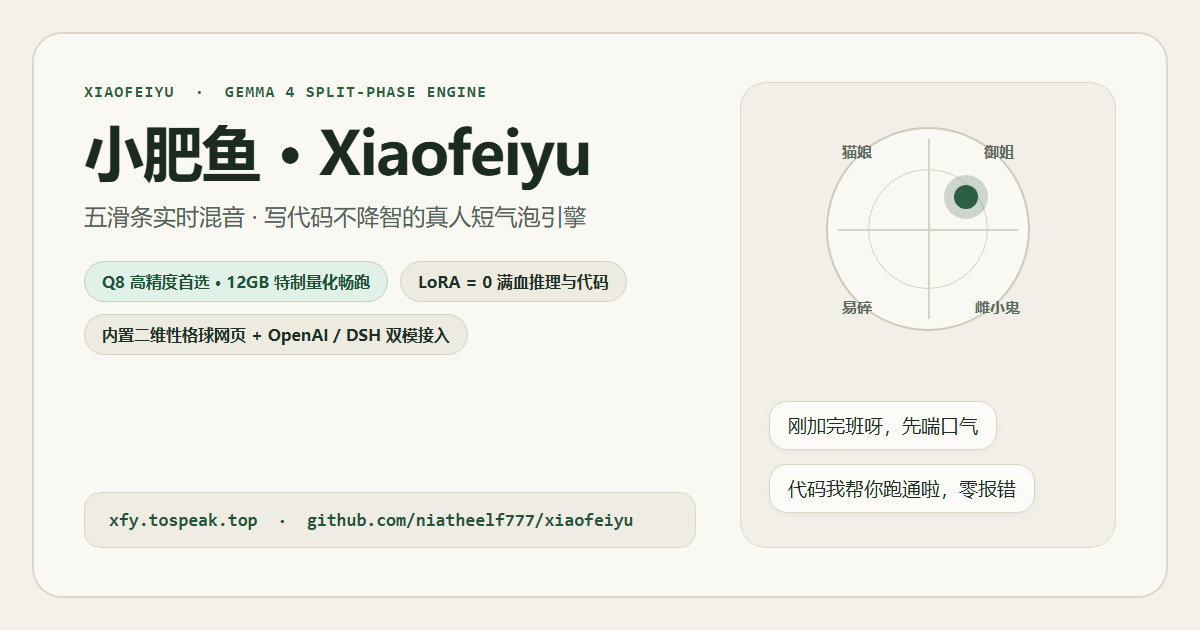 XIAOFEIYU · GEMMA 4 SPLIT-PHASE ENGINE
小肥鱼 · Xiaofeiyu
五滑条实时混音 · 写代码不降智的真人短气泡引擎
Q8 高精度首选 • 12GB 特制量化畅跑
LoRA = 0 满血推理与代码
内置二维性格球网页 + OpenAI / DSH 双模接入
xfy.tospeak.top · github.com/niatheelf777/xiaofeiyu
猫娘
御姐
易碎
雌小鬼
刚加完班呀，先喘口气
代码我帮你跑通啦，零报错